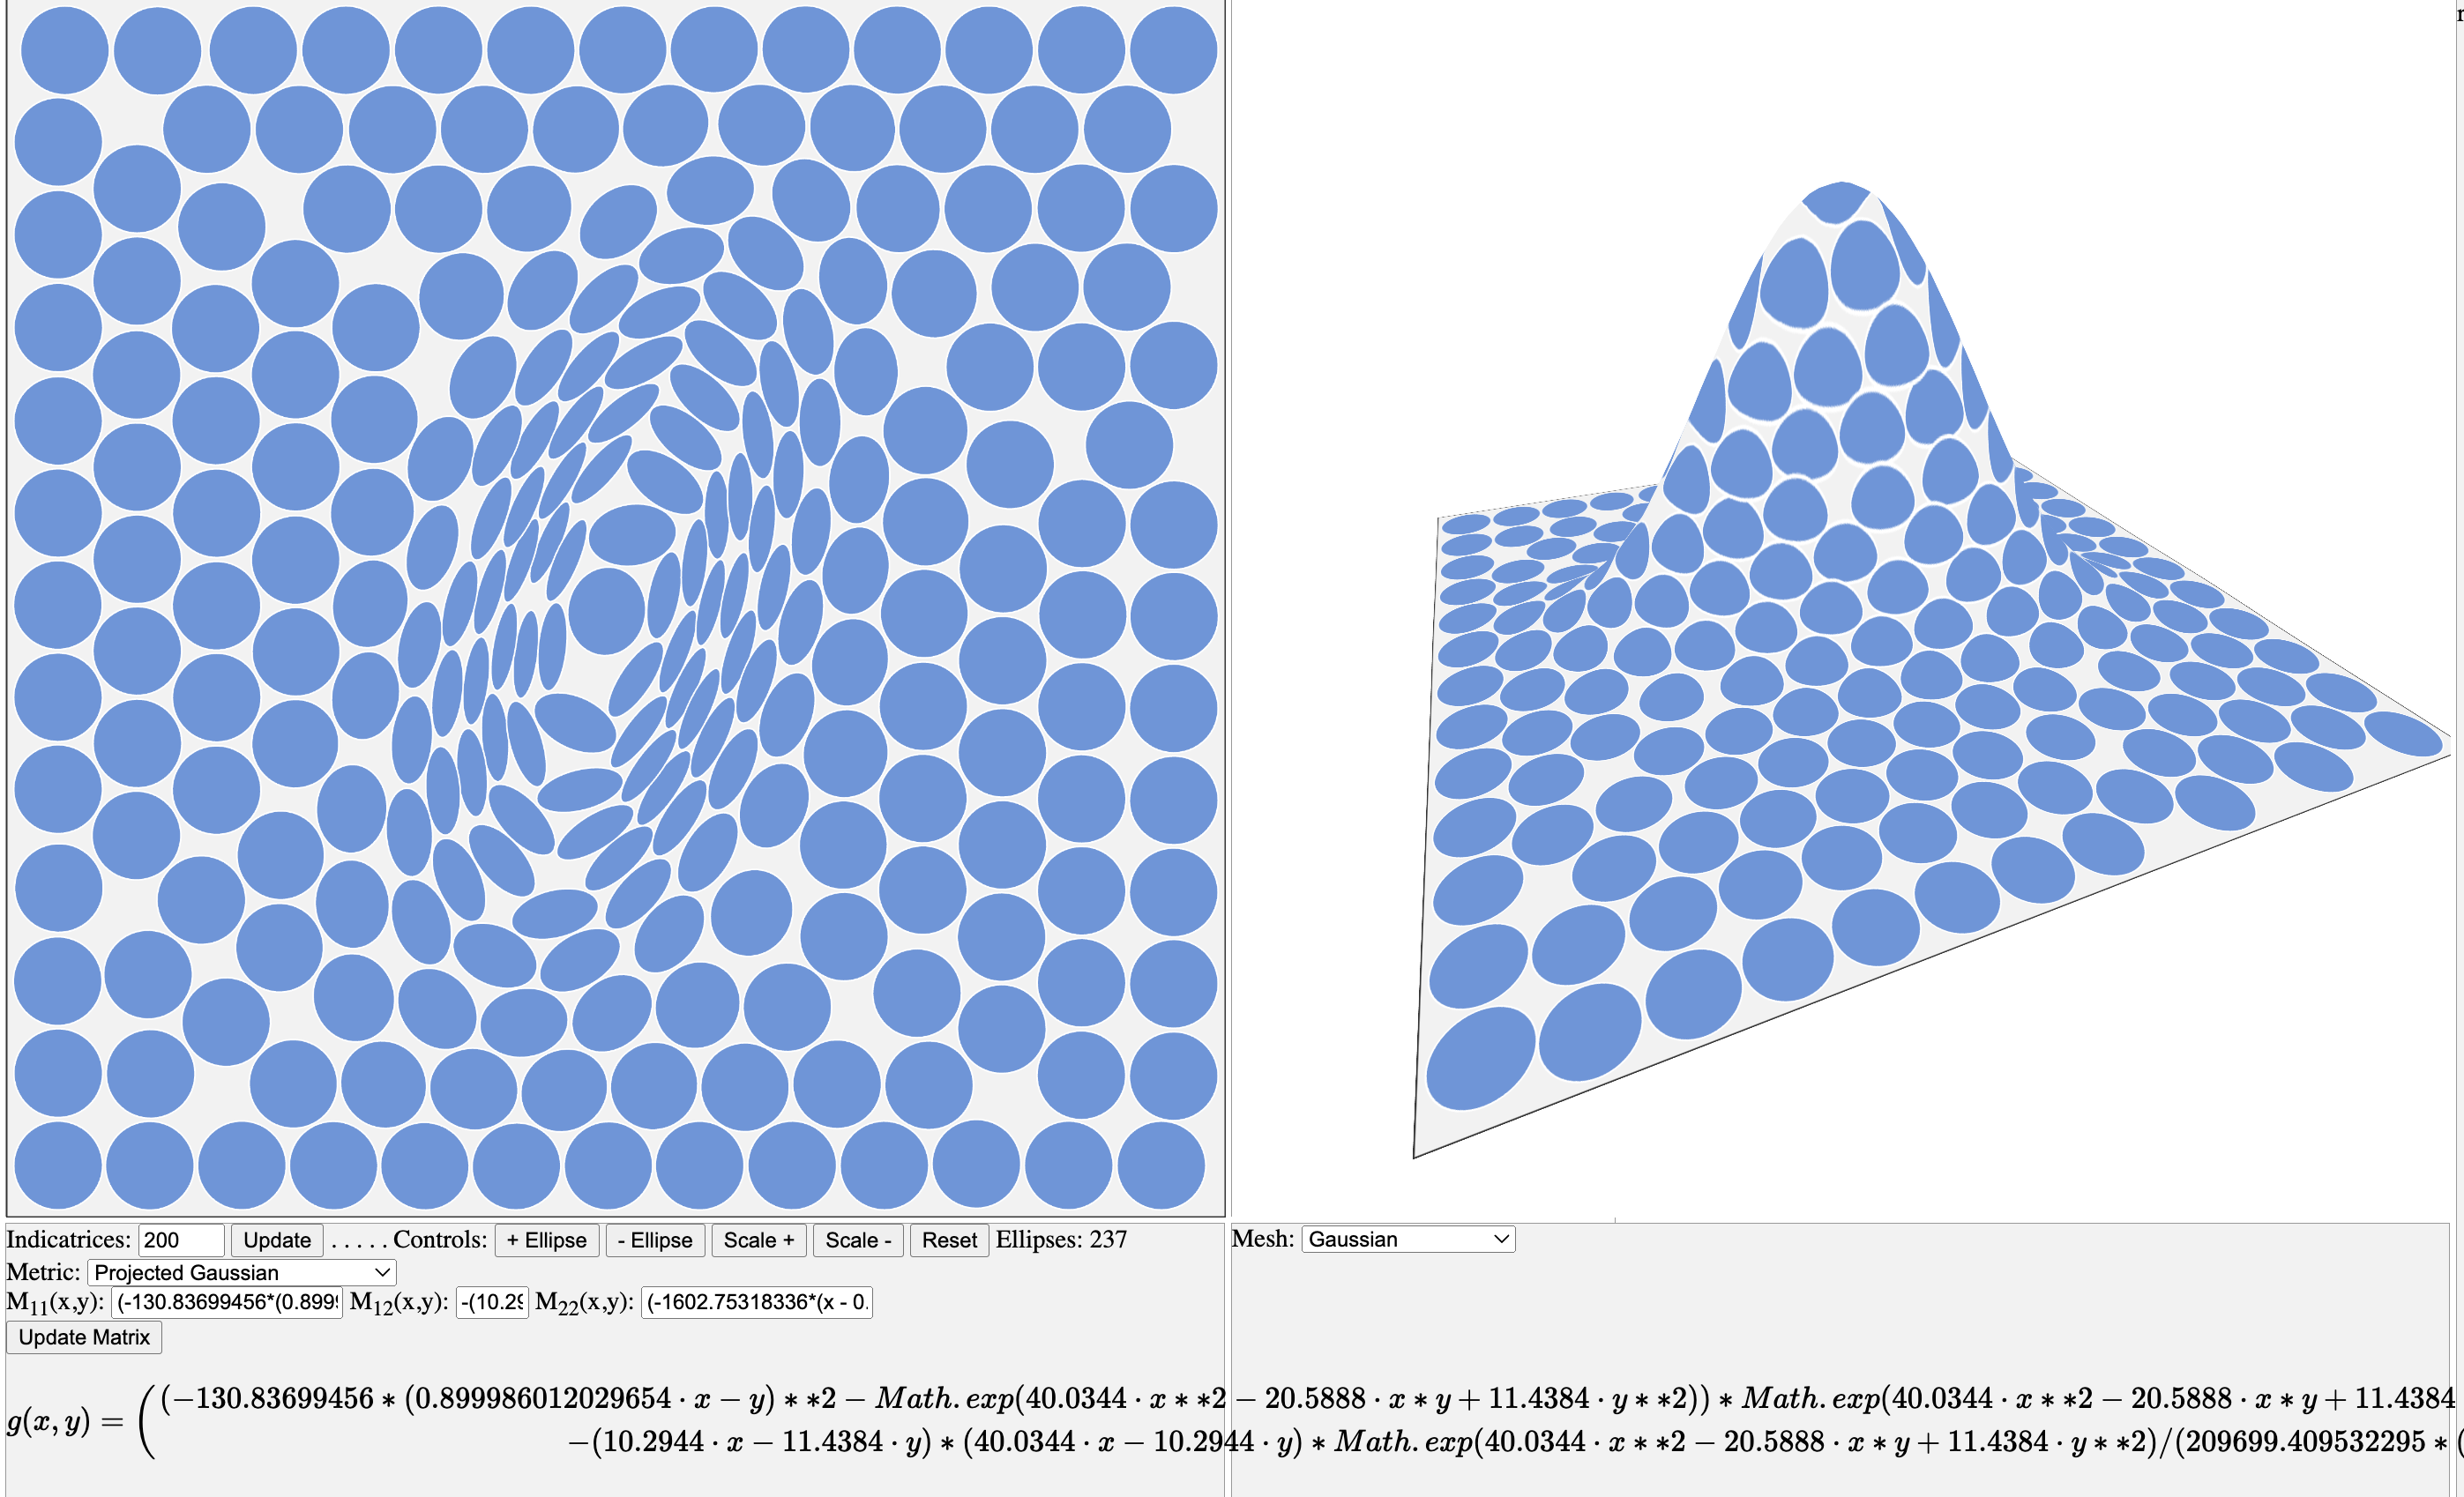 Indicatrices: 200 Update . . . . . Controls: + Ellipse - Ellipse Scale + Scale - Reset Ellipses: 237
Mesh: Gaussian
Metric: Projected Gaussian
M11(x,y): (-130.83699456*(0.899 M12(x,y): -(10.29 M22(x,y): (-1602.75318336*(x - 0.
Update Matrix
g(x, y) = ( (−130.83699456 ∗ (0.899986012029654 · x − y) ∗ ∗2 − Math.exp(40.0344 · x ∗ ∗2 − 20.5888 · x ∗ y + 11.4384 · y ∗ ∗2)) ∗ Math.exp(40.0344 · x ∗ ∗2 − 20.5888 · x ∗ y + 11.4384
−(10.2944 · x − 11.4384 · y) ∗ (40.0344 · x − 10.2944 · y) ∗ Math.exp(40.0344 · x ∗ ∗2 − 20.5888 · x ∗ y + 11.4384 · y ∗ ∗2)/(209699.409532295 ∗ (